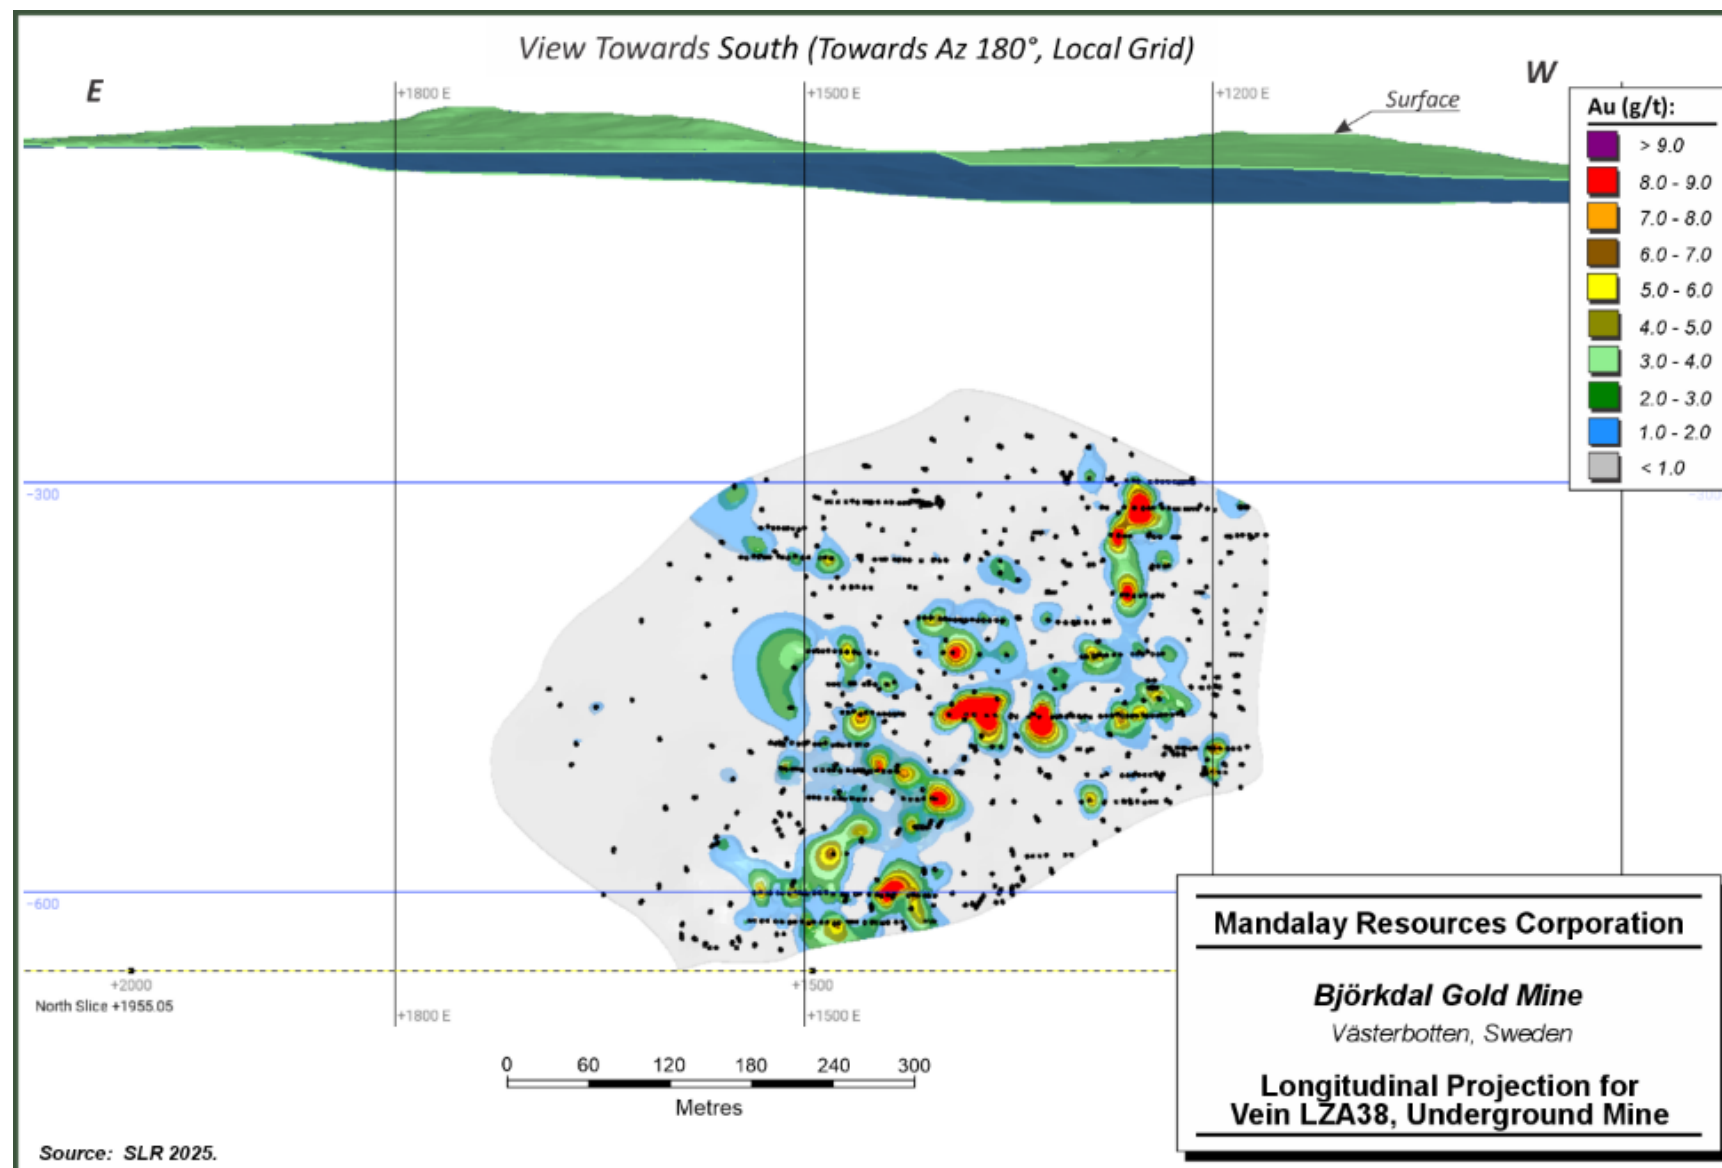 View Towards South (Towards Az 180°, Local Grid)
E
W
+1800 E
+1500 E
+1200 E
Surface
Au (g/t):
> 9.0
8.0 - 9.0
7.0 - 8.0
6.0 - 7.0
5.0 - 6.0
4.0 - 5.0
3.0 - 4.0
2.0 - 3.0
1.0 - 2.0
< 1.0
-300
-300
-600
+2000
+1500
North Slice +1955.05
+1800 E
+1500 E
0 60 120 180 240 300
Metres
Mandalay Resources Corporation
Björkdal Gold Mine
Västerbotten, Sweden
Longitudinal Projection for
Vein LZA38, Underground Mine
Source: SLR 2025.